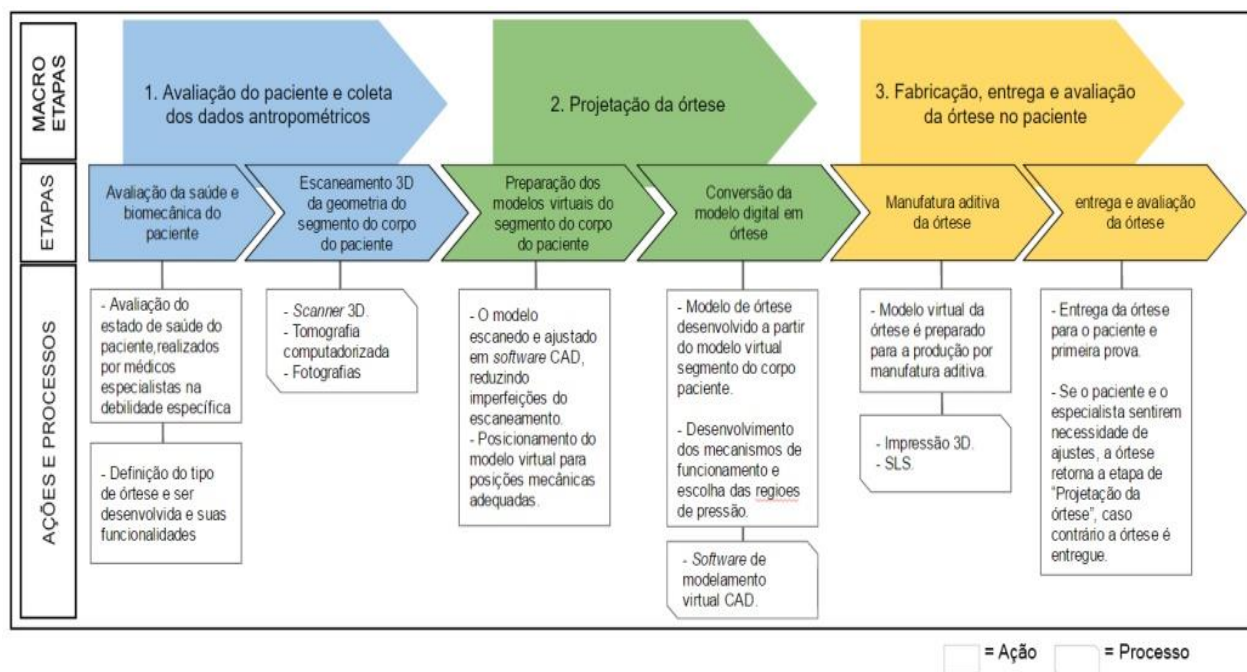 MACRO
ETAPAS
1. Avaliação do paciente e coleta
dos dados antropométricos
2. Projetação da órtese
3. Fabricação, entrega e avaliação
da órtese no paciente
ETAPAS
Avaliação da saúde e
biomecânica do
paciente
Escaneamento 3D
da geometria do
segmento do corpo
do paciente
Preparação dos
modelos virtuais do
segmento do corpo
do paciente
Conversão da
modelo digital em
órtese
Manufatura aditiva
da órtese
entrega e avaliação
da órtese
AÇÕES E PROCESSOS
- Avaliação do
estado de saúde do
paciente,realizados
por médicos
especialistas na
debilidade específica
- Definição do tipo
de órtese e ser
desenvolvida e suas
funcionalidades
- Scanner 3D.
- Tomografia
computadorizada
- Fotografias
- O modelo
escanedo e ajustado
em software CAD,
reduzindo
imperfeições do
escaneamento.
- Posicionamento do
modelo virtual para
posições mecânicas
adequadas.
- Modelo de órtese
desenvolvido a partir
do modelo virtual
segmento do corpo
paciente.
- Desenvolvimento
dos mecanismos de
funcionamento e
escolha das regioes
de pressão.
- Software de
modelamento
virtual CAD.
- Modelo virtual da
órtese é preparado
para a produção por
manufatura aditiva.
- Impressão 3D.
- SLS.
- Entrega da órtese
para o paciente e
primeira prova.
- Se o paciente e o
especialista sentirem
necessidade de
ajustes, a órtese
retorna a etapa de
“Projetação da
órtese”, caso
contrário a órtese é
entregue.
= Ação
= Processo